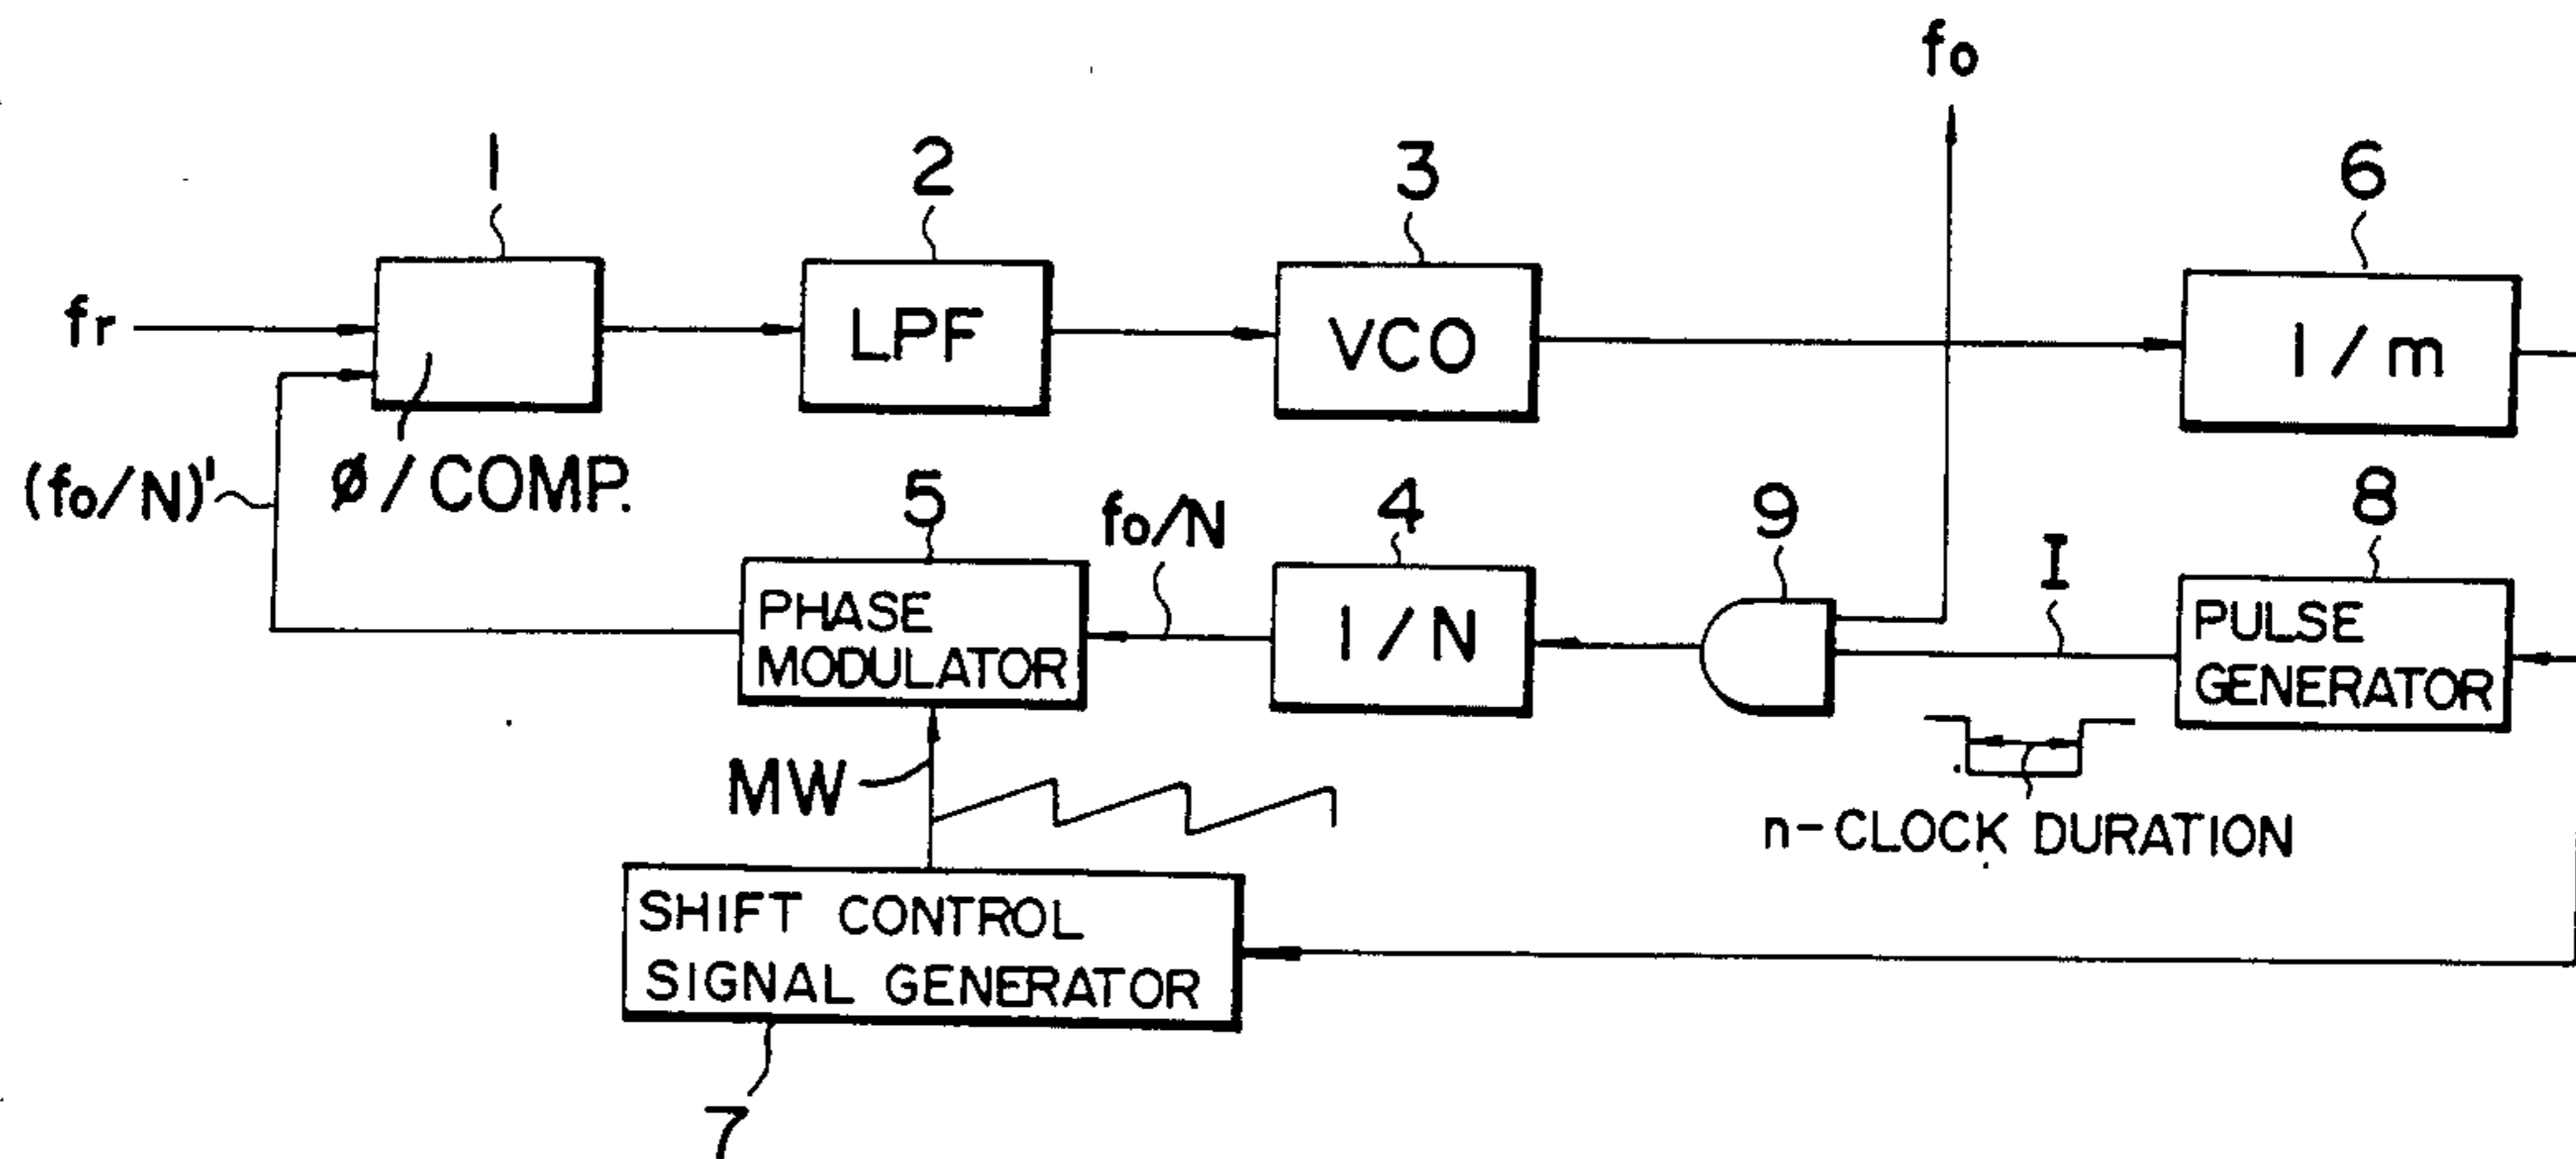 fo
1
2
3
6
fr
LPF
VCO
1/m
(fo/N)'
ø/COMP.
5
fo/N
4
9
I
8
PHASE
MODULATOR
1/N
PULSE
GENERATOR
MW
n-CLOCK DURATION
SHIFT CONTROL
SIGNAL GENERATOR
7